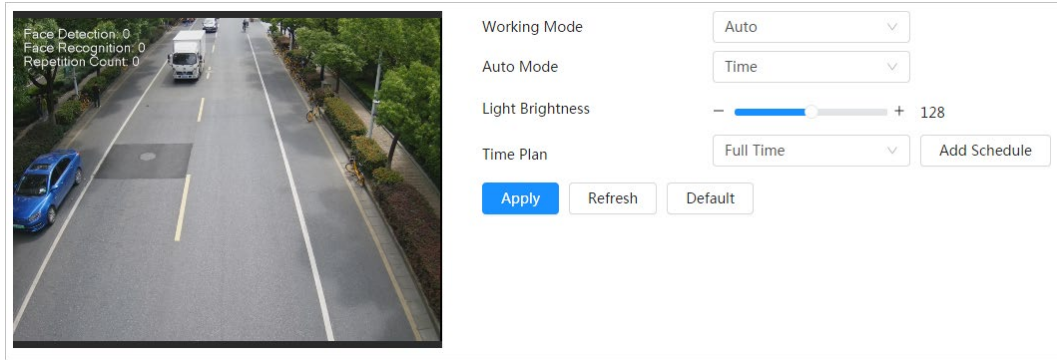 Face Detection: 0
Face Recognition: 0
Repetition Count: 0
Working Mode
Auto
Auto Mode
Time
Light Brightness
− + 128
Time Plan
Full Time
Add Schedule
Apply
Refresh
Default